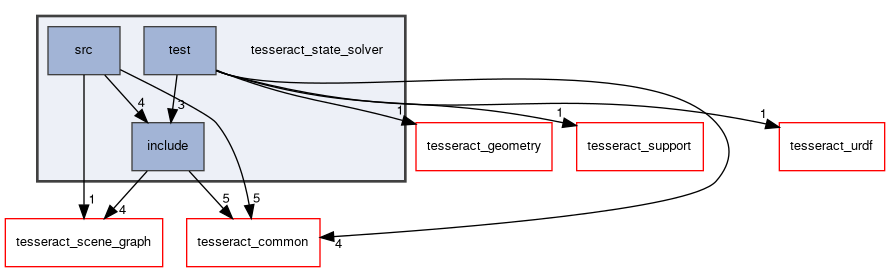 src
test
tesseract_state_solver
4
3
1
1
1
include
tesseract_geometry
tesseract_support
tesseract_urdf
1
4
5
5
4
tesseract_scene_graph
tesseract_common